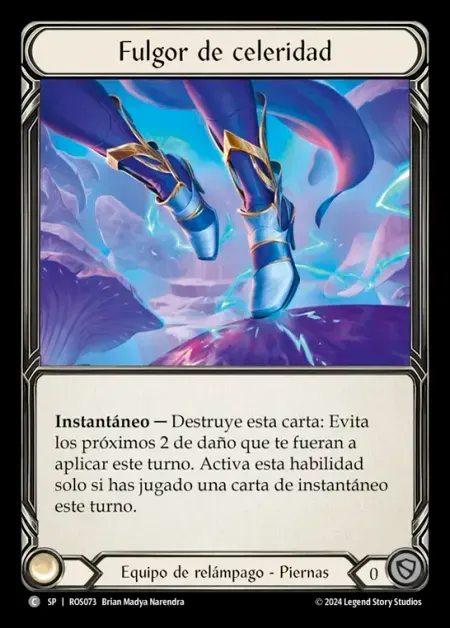 Fulgor de celeridad
Instantáneo — Destruye esta carta: Evita
los próximos 2 de daño que te fueran a
aplicar este turno. Activa esta habilidad
solo si has jugado una carta de instantáneo
este turno.
Equipo de relámpago - Piernas
0
C SP | ROS073 Brian Madya Narendra
© 2024 Legend Story Studios